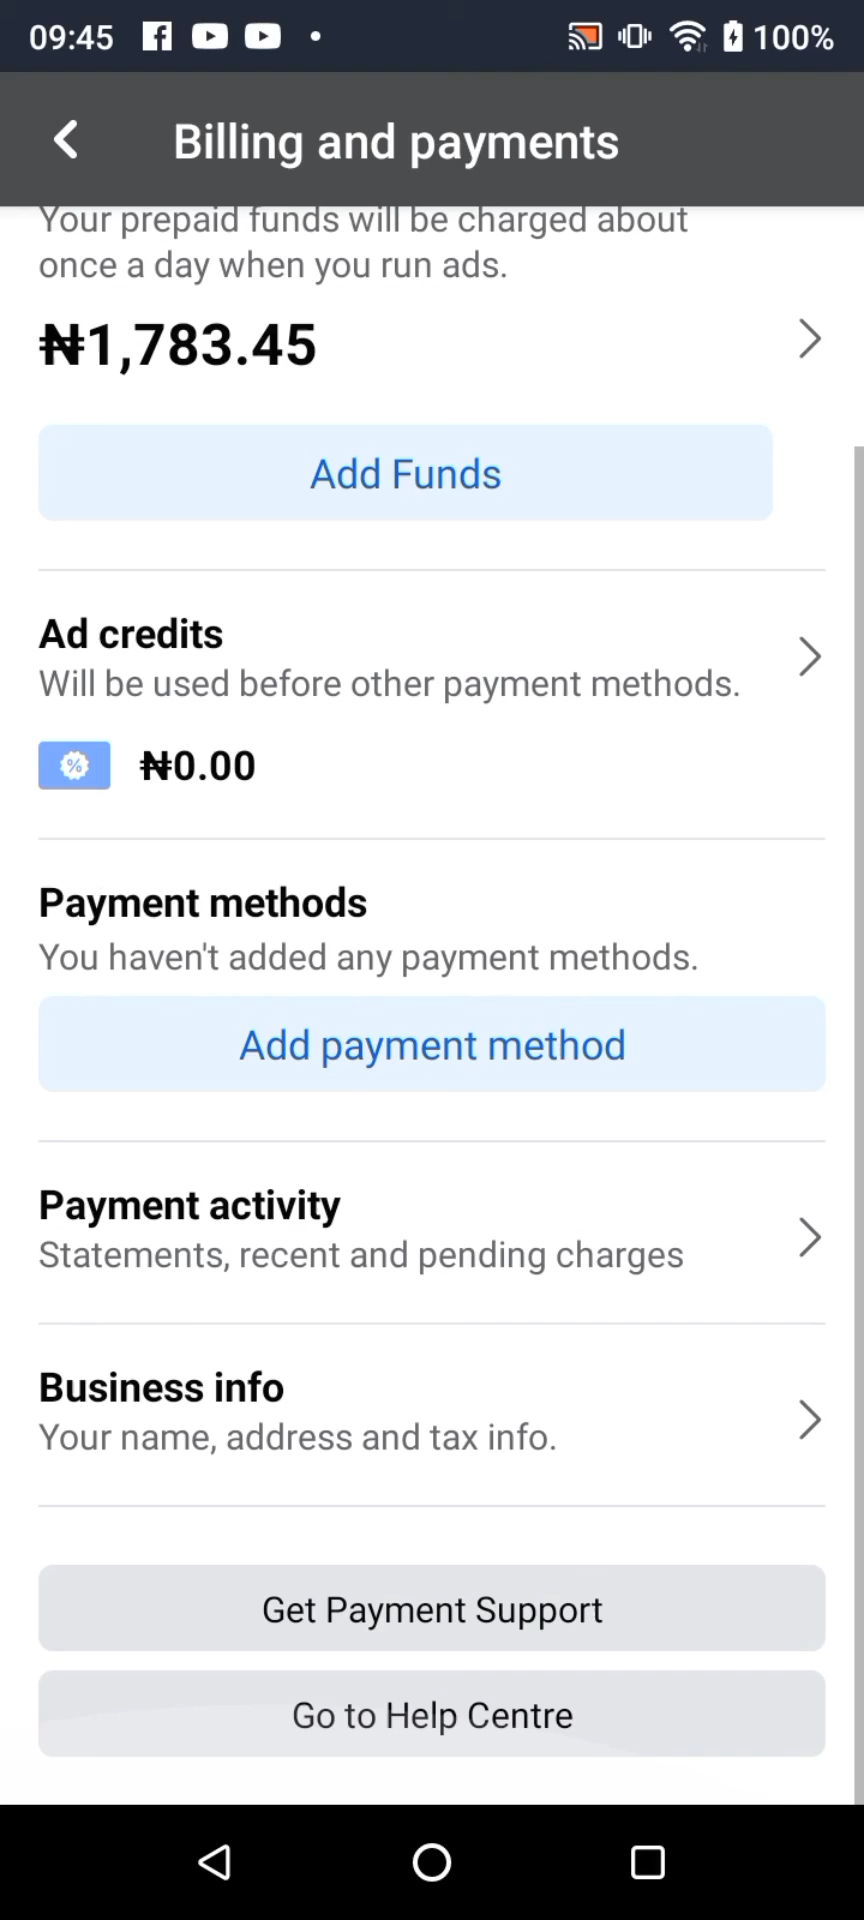 09:45
100%
Billing and payments
Your prepaid funds will be charged about
once a day when you run ads.
₦1,783.45
Add Funds
Ad credits
Will be used before other payment methods.
% ₦0.00
Payment methods
You haven't added any payment methods.
Add payment method
Payment activity
Statements, recent and pending charges
Business info
Your name, address and tax info.
Get Payment Support
Go to Help Centre